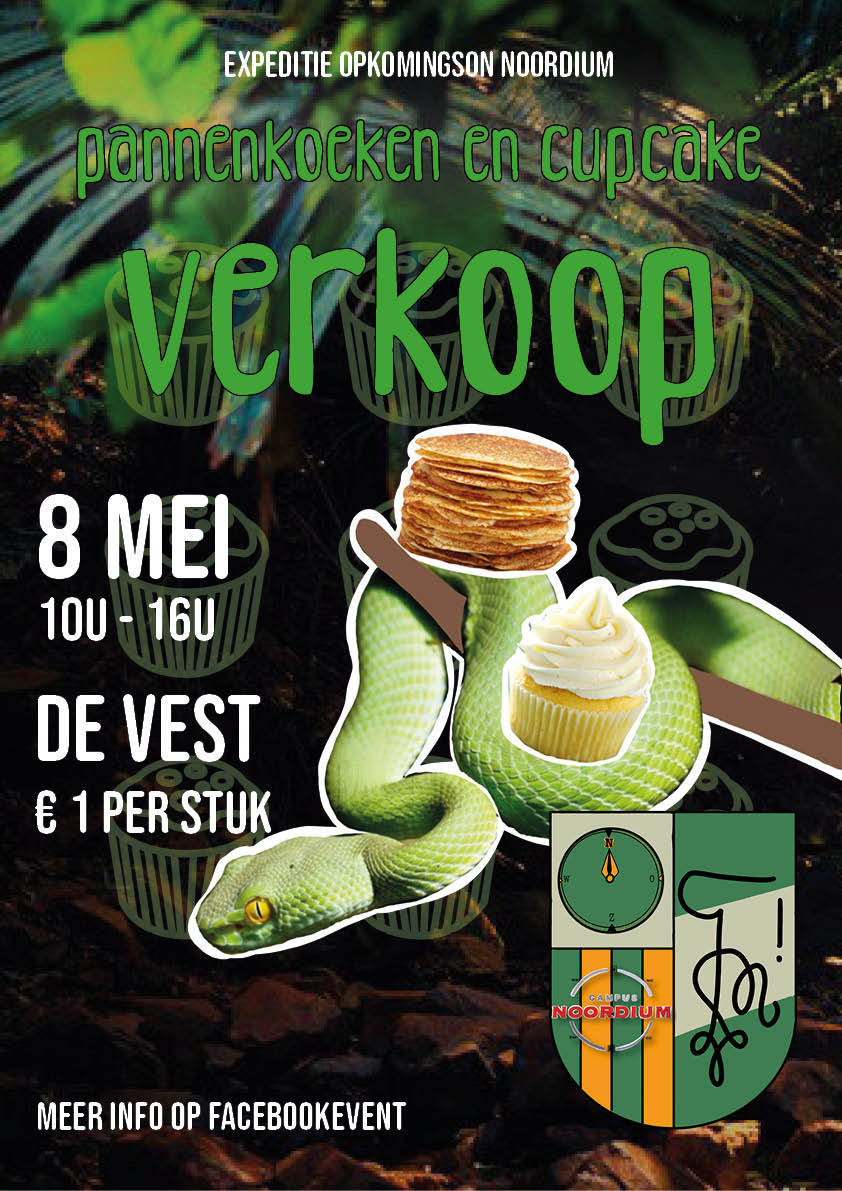 EXPEDITIE OPKOMINGSON NOORDIUM
pannenkoeken en cupcake
verkoop
8 MEI
10U - 16U
DE VEST
€ 1 PER STUK
N
W O
Z
CAMPUS
NOORDIUM
MEER INFO OP FACEBOOKEVENT